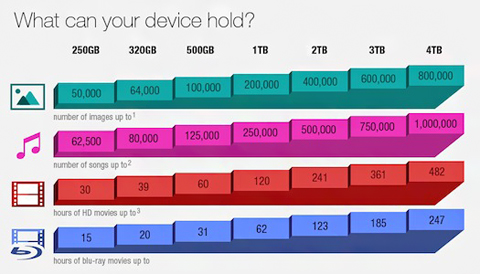 What can your device hold?
250GB 320GB 500GB 1TB 2TB 3TB 4TB
50,000 64,000 100,000 200,000 400,000 600,000 800,000
number of images up to1
62,500 80,000 125,000 250,000 500,000 750,000 1,000,000
number of songs up to2
30 39 60 120 241 361 482
hours of HD movies up to3
15 20 31 62 123 185 247
hours of blu-ray movies up to